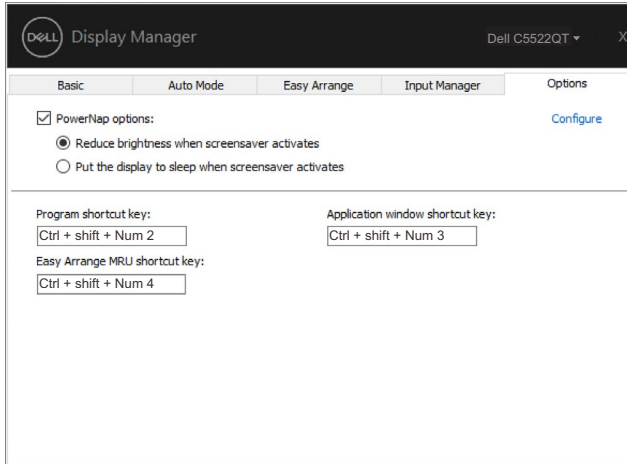 DELL Display Manager Dell C5522QT X
Basic Auto Mode Easy Arrange Input Manager Options
PowerNap options: Configure
Reduce brightness when screensaver activates
Put the display to sleep when screensaver activates
Program shortcut key: Application window shortcut key:
Ctrl + shift + Num 2 Ctrl + shift + Num 3
Easy Arrange MRU shortcut key:
Ctrl + shift + Num 4